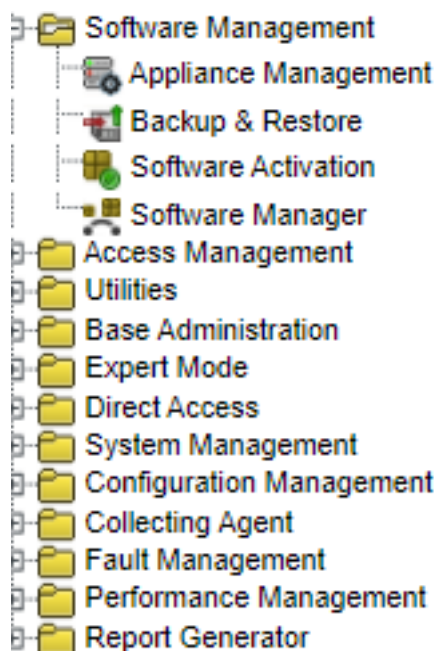 Software Management
Appliance Management
Backup & Restore
Software Activation
Software Manager
Access Management
Utilities
Base Administration
Expert Mode
Direct Access
System Management
Configuration Management
Collecting Agent
Fault Management
Performance Management
Report Generator